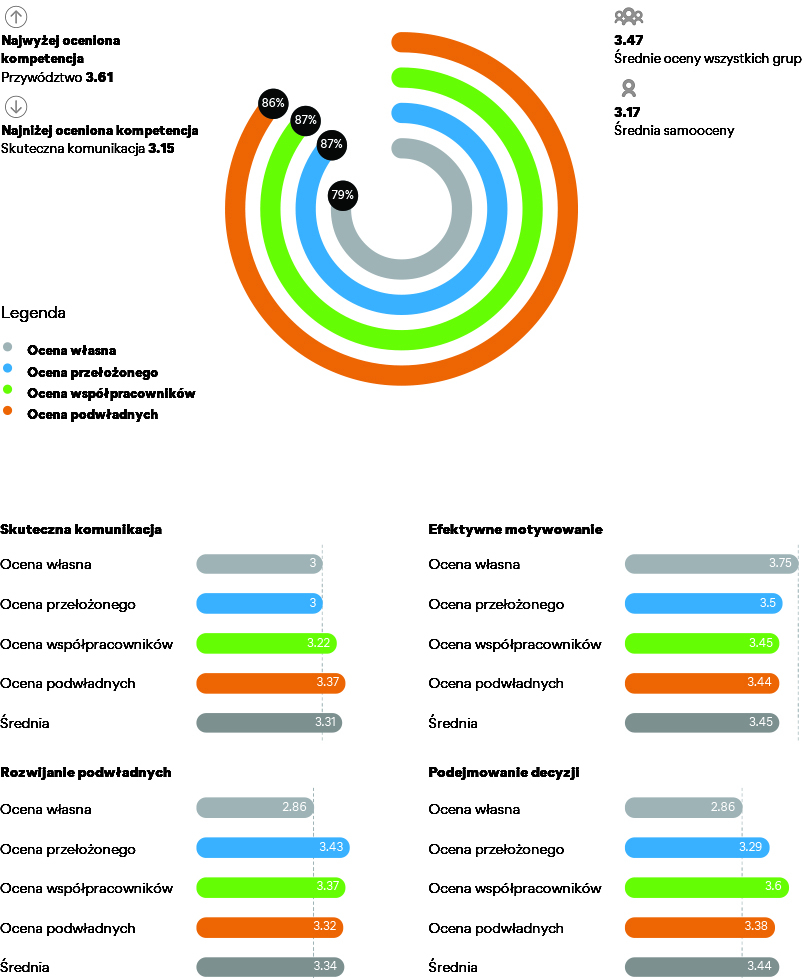 Najwyżej oceniona
kompetencja
Przywództwo 3.61
Najniżej oceniona kompetencja
Skuteczna komunikacja 3.15
3.47
Średnie oceny wszystkich grup
3.17
Średnia samooceny
86%
87%
87%
79%
Legenda
Ocena własna
Ocena przełożonego
Ocena współpracowników
Ocena podwładnych
Skuteczna komunikacja
Ocena własna 3
Ocena przełożonego 3
Ocena współpracowników 3.22
Ocena podwładnych 3.37
Średnia 3.31
Efektywne motywowanie
Ocena własna 3.75
Ocena przełożonego 3.5
Ocena współpracowników 3.45
Ocena podwładnych 3.44
Średnia 3.45
Rozwijanie podwładnych
Ocena własna 2.86
Ocena przełożonego 3.43
Ocena współpracowników 3.37
Ocena podwładnych 3.32
Średnia 3.34
Podejmowanie decyzji
Ocena własna 2.86
Ocena przełożonego 3.29
Ocena współpracowników 3.6
Ocena podwładnych 3.38
Średnia 3.44